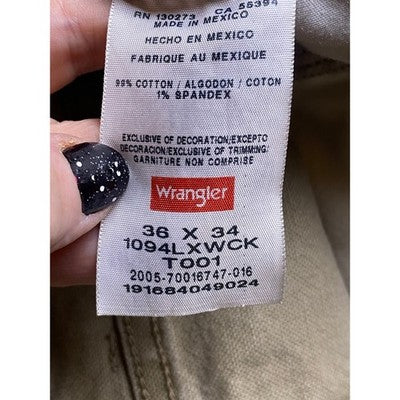 RN 130273 CA 56394
MADE IN MEXICO
HECHO EN MEXICO
FABRIQUE AU MEXIQUE
99% COTTON / ALGODON / COTON
1% SPANDEX
EXCLUSIVE OF DECORATION/EXCEPTO
DECORACION/EXCLUSIVE OF TRIMMING/
GARNITURE NON COMPRISE
Wrangler
36 X 34
1094LXWCK
T001
2005-70016747-016
191684049024